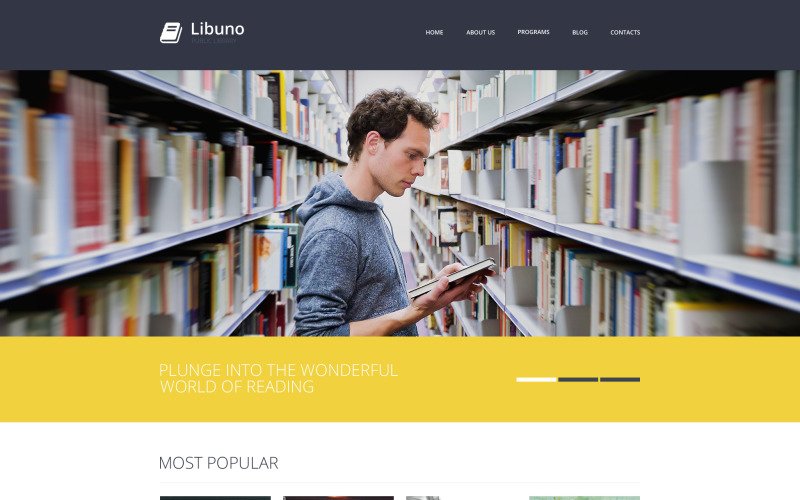 Libuno
PUBLIC LIBRARY
HOME
ABOUT US
PROGRAMS
BLOG
CONTACTS
PLUNGE INTO THE WONDERFUL
WORLD OF READING
MOST POPULAR